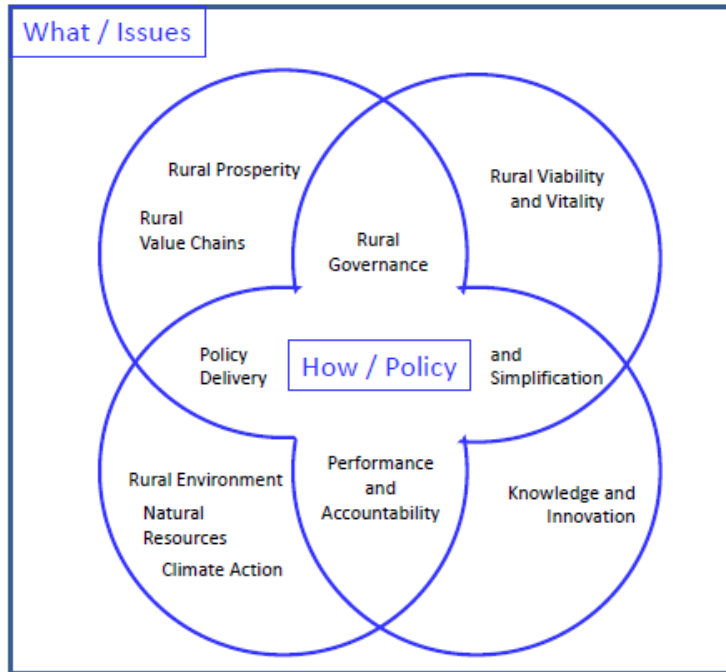 What / Issues
Rural Prosperity
Rural
Value Chains
Rural Viability
and Vitality
Rural
Governance
Policy
Delivery
How / Policy
and
Simplification
Rural Environment
Natural
Resources
Climate Action
Performance
and
Accountability
Knowledge and
Innovation